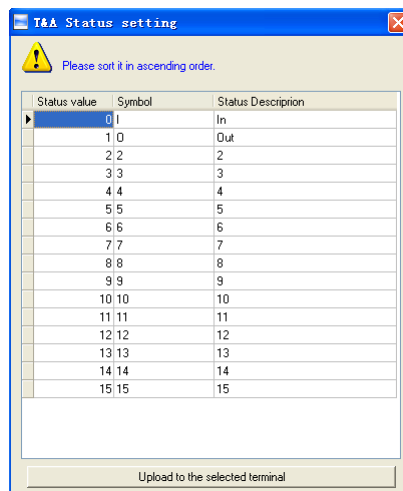 T&A Status setting
Please sort it in ascending order.
Status value Symbol Status Descriprion
0 I In
1 O Out
2 2 2
3 3 3
4 4 4
5 5 5
6 6 6
7 7 7
8 8 8
9 9 9
10 10 10
11 11 11
12 12 12
13 13 13
14 14 14
15 15 15
Upload to the selected terminal